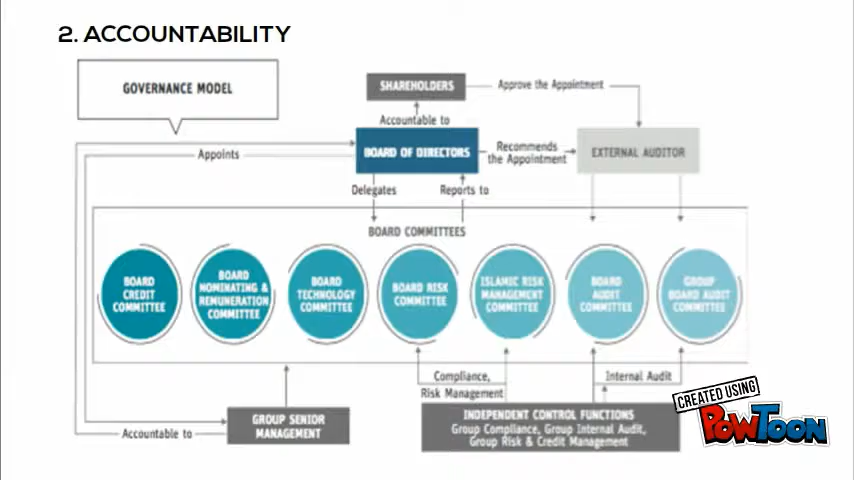 2. ACCOUNTABILITY
GOVERNANCE MODEL
SHAREHOLDERS
Approve the Appointment
Accountable to
Appoints
BOARD OF DIRECTORS
Recommends
the Appointment
EXTERNAL AUDITOR
Delegates
Reports to
BOARD COMMITTEES
BOARD
CREDIT
COMMITTEE
BOARD
NOMINATING &
REMUNERATION
COMMITTEE
BOARD
TECHNOLOGY
COMMITTEE
BOARD RISK
COMMITTEE
ISLAMIC RISK
MANAGEMENT
COMMITTEE
BOARD
AUDIT
COMMITTEE
GROUP
BOARD AUDIT
COMMITTEE
Compliance,
Risk Management
Internal Audit
Accountable to
GROUP SENIOR
MANAGEMENT
INDEPENDENT CONTROL FUNCTIONS
Group Compliance, Group Internal Audit,
Group Risk & Credit Management
CREATED USING
POWTOON